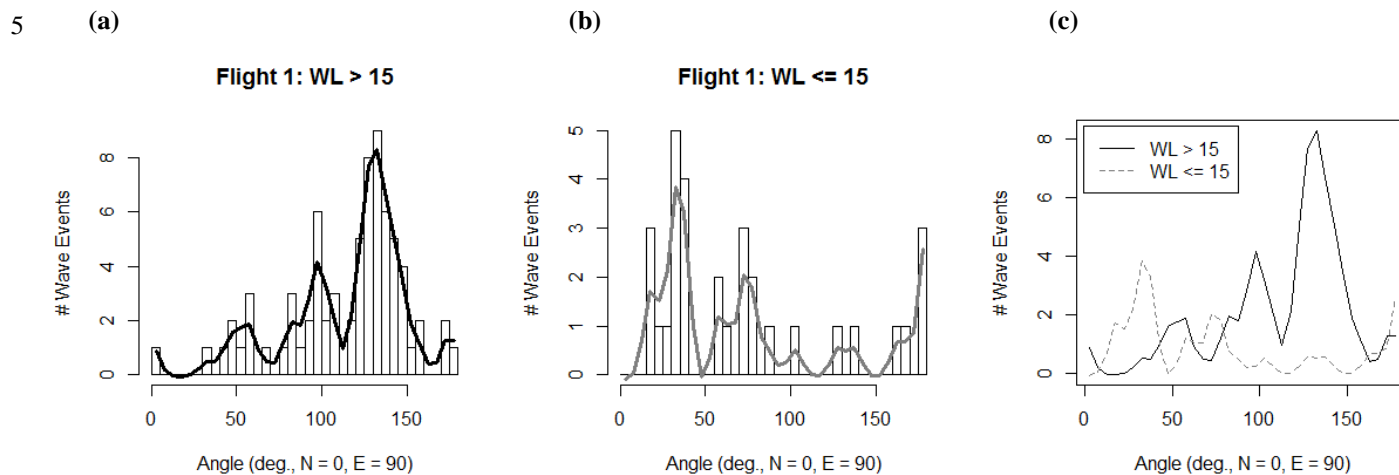 5 (a) (b) (c)
Flight 1: WL > 15
# Wave Events
8
6
4
2
0
0 50 100 150
Angle (deg., N = 0, E = 90)
Flight 1: WL <= 15
# Wave Events
5
4
3
2
1
0
0 50 100 150
Angle (deg., N = 0, E = 90)
WL > 15
WL <= 15
# Wave Events
8
6
4
2
0
0 50 100 150
Angle (deg., N = 0, E = 90)